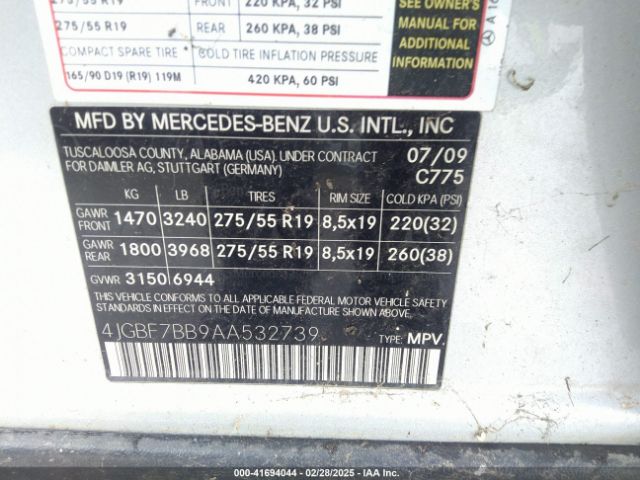 275/55 R19 FRONT 220 KPA, 32 PSI
275/55 R19 REAR 260 KPA, 38 PSI
COMPACT SPARE TIRE * COLD TIRE INFLATION PRESSURE
165/90 D19 (R19) 119M 420 KPA, 60 PSI
SEE OWNER'S
MANUAL FOR
ADDITIONAL
INFORMATION
MFD BY MERCEDES-BENZ U.S. INTL., INC
TUSCALOOSA COUNTY, ALABAMA (USA). UNDER CONTRACT
FOR DAIMLER AG, STUTTGART (GERMANY)
07/09
C775
KG LB TIRES RIM SIZE COLD KPA (PSI)
GAWR FRONT 1470 3240 275/55 R19 8,5x19 220(32)
GAWR REAR 1800 3968 275/55 R19 8,5x19 260(38)
GVWR 3150 6944
THIS VEHICLE CONFORMS TO ALL APPLICABLE FEDERAL MOTOR VEHICLE SAFETY
STANDARDS IN EFFECT ON THE DATE OF MANUFACTURE SHOWN ABOVE.
4JGBF7BB9AA532739 TYPE: MPV.
000-41694044 - 02/28/2025 - IAA Inc.